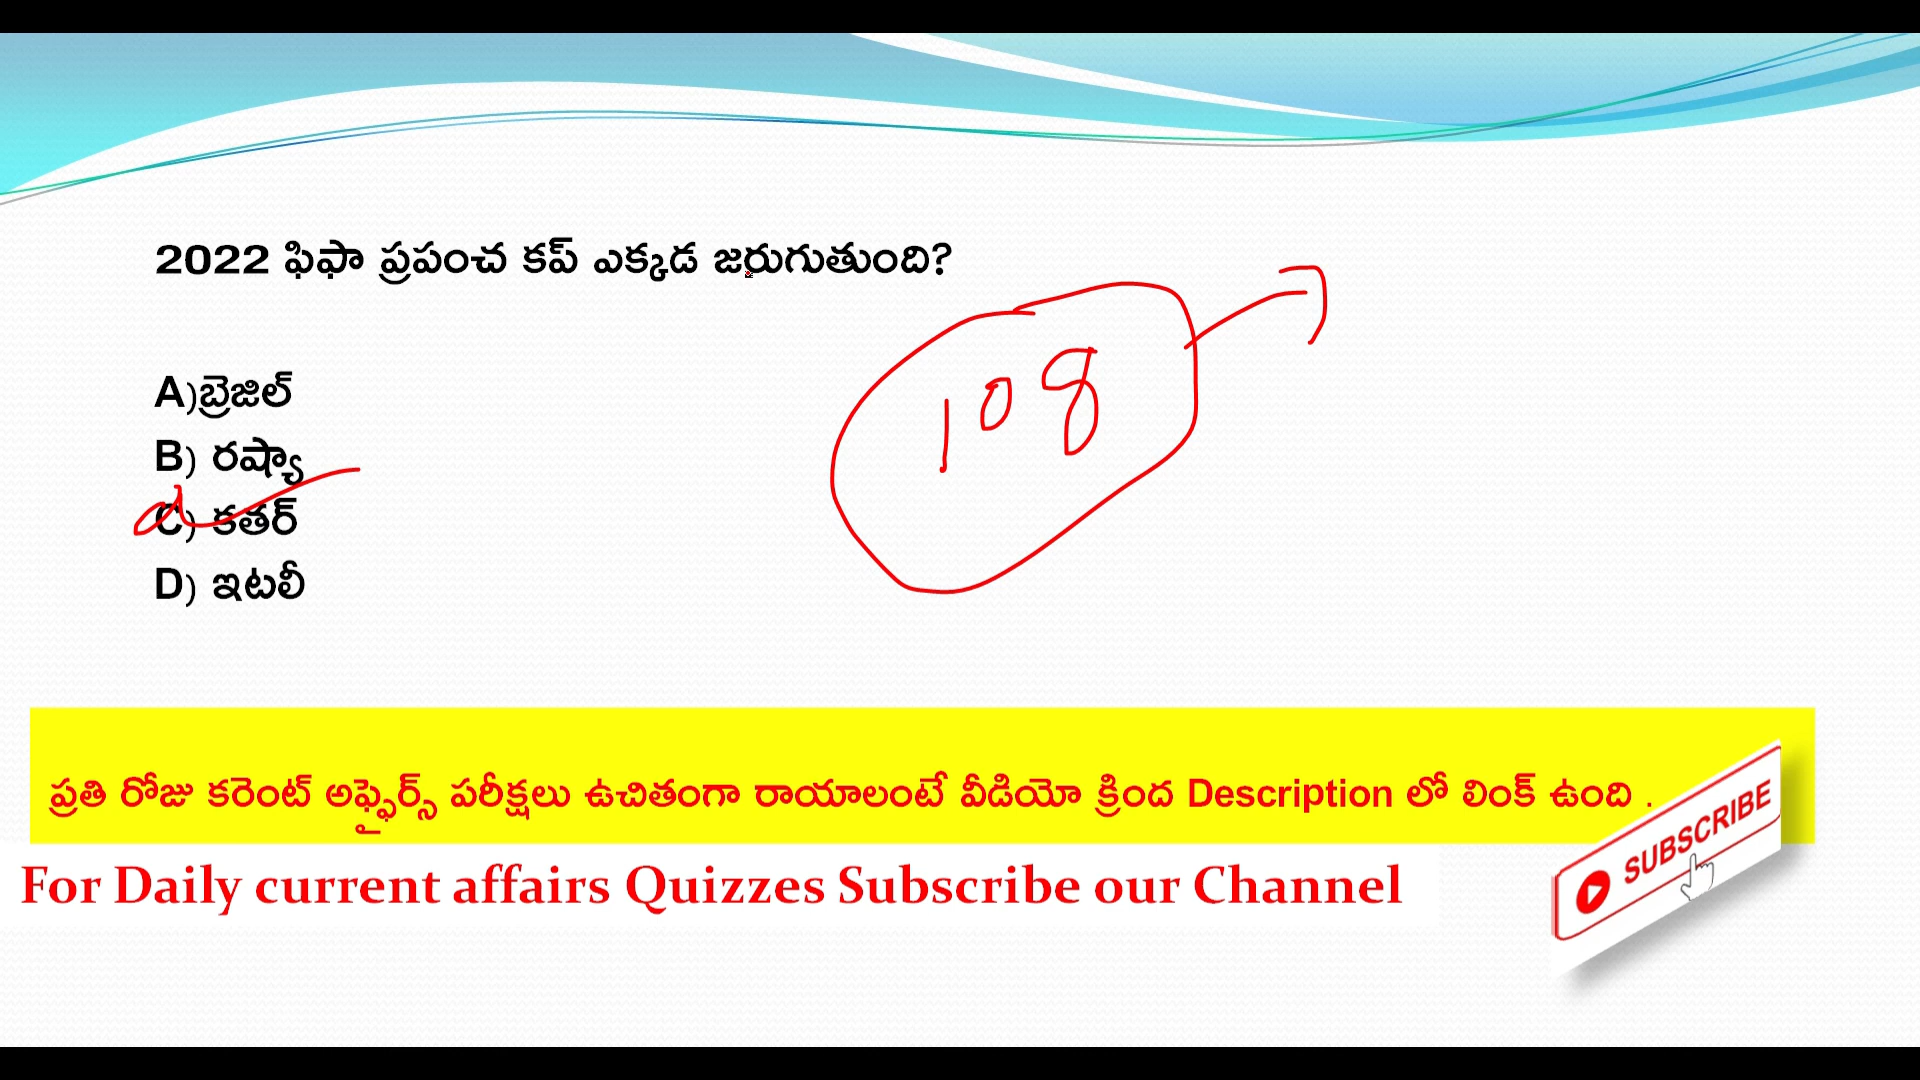 2022 ఫిఫా ప్రపంచ కప్ ఎక్కడ జరుగుతుంది?
A)బ్రెజిల్
B) రష్యా
C) కతర్
D) ఇటలీ
108
ప్రతి రోజు కరెంట్ అఫ్ఫైర్స్ పరీక్షలు ఉచితంగా రాయాలంటే వీడియో క్రింద Description లో లింక్ ఉంది .
SUBSCRIBE
For Daily current affairs Quizzes Subscribe our Channel